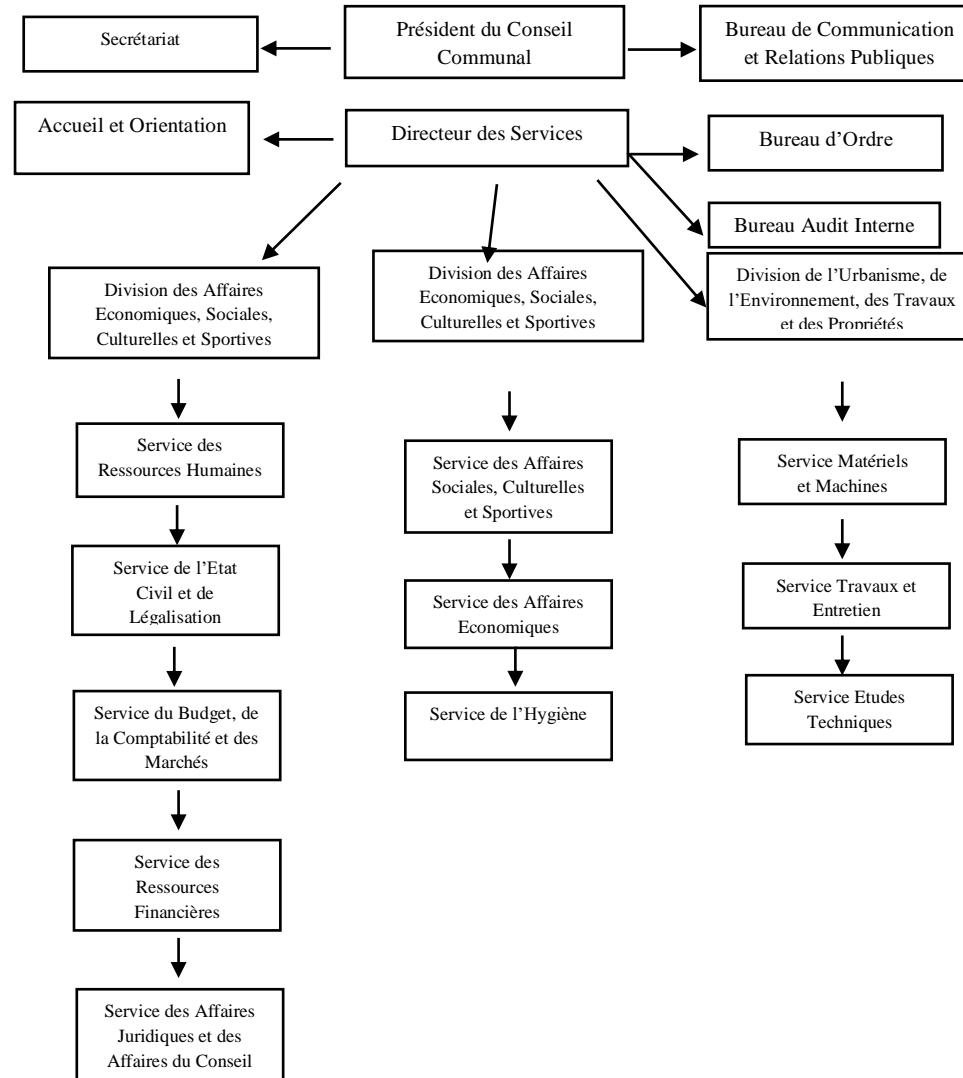 Secrétariat
Président du Conseil
Communal
Bureau de Communication
et Relations Publiques
Accueil et Orientation
Directeur des Services
Bureau d’Ordre
Bureau Audit Interne
Division des Affaires
Economiques, Sociales,
Culturelles et Sportives
Division des Affaires
Economiques, Sociales,
Culturelles et Sportives
Division de l’Urbanisme, de
l’Environnement, des Travaux
et des Propriétés
Service des
Ressources Humaines
Service des Affaires
Sociales, Culturelles
et Sportives
Service Matériels
et Machines
Service de l’Etat
Civil et de
Légalisation
Service des Affaires
Economiques
Service Travaux et
Entretien
Service du Budget, de
la Comptabilité et des
Marchés
Service de l’Hygiène
Service Etudes
Techniques
Service des
Ressources
Financières
Service des Affaires
Juridiques et des
Affaires du Conseil